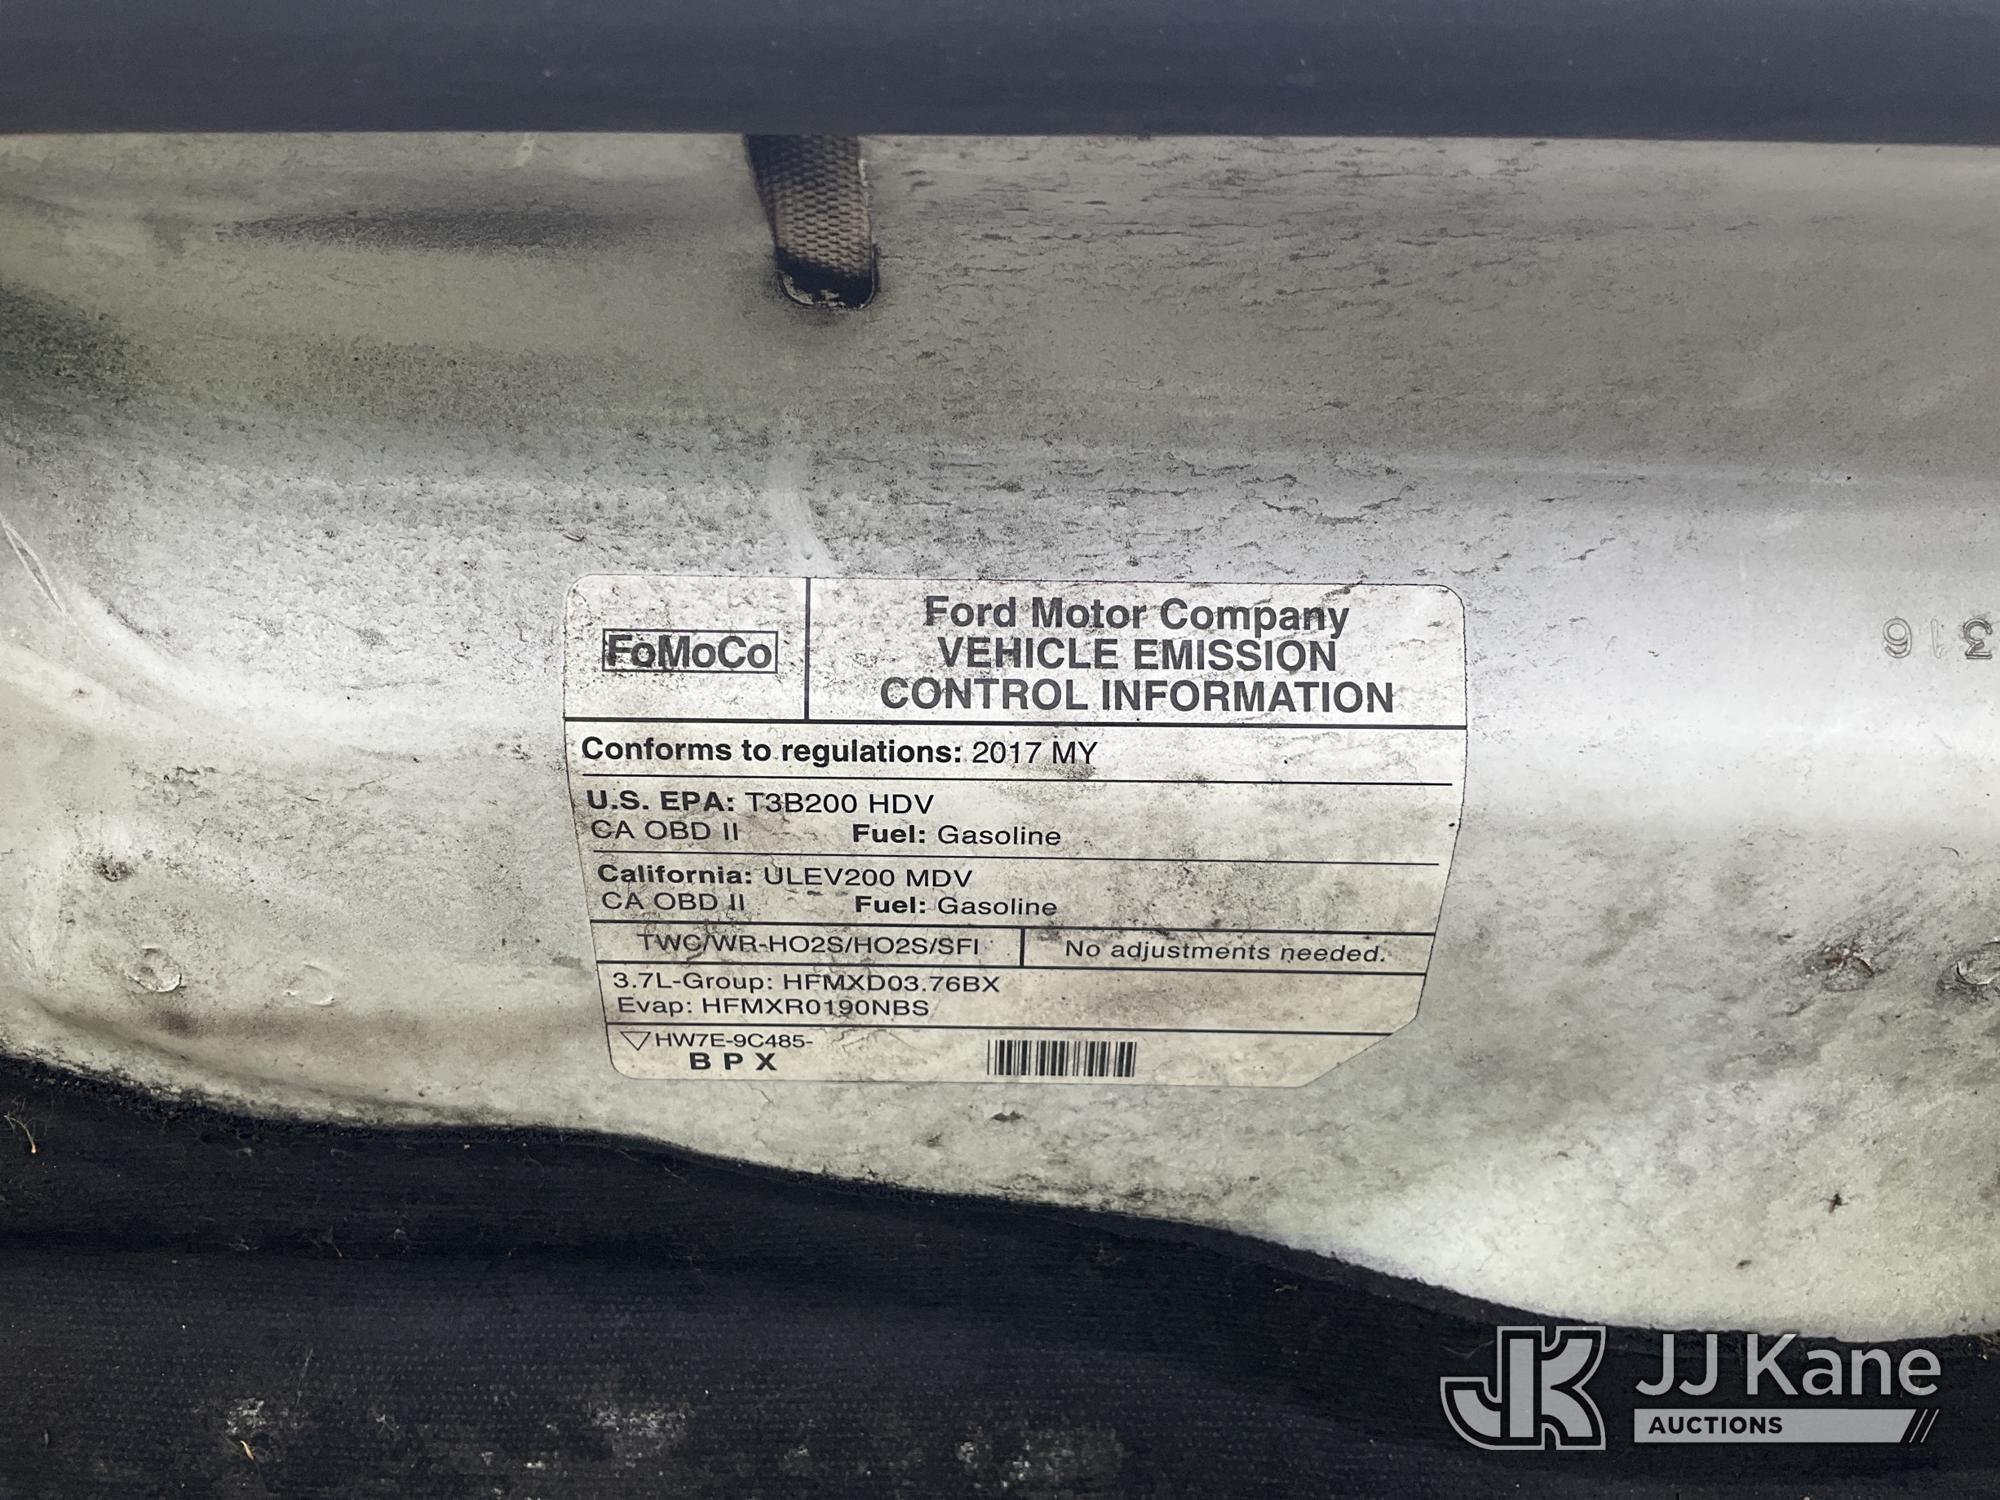 FoMoCo
Ford Motor Company
VEHICLE EMISSION
CONTROL INFORMATION
Conforms to regulations: 2017 MY
U.S. EPA: T3B200 HDV
CA OBD II Fuel: Gasoline
California: ULEV200 MDV
CA OBD II Fuel: Gasoline
TWC/WR-HO2S/HO2S/SFI
No adjustments needed.
3.7L-Group: HFMXD03.76BX
Evap: HFMXR0190NBS
HW7E-9C485-
B P X
JK JJ Kane
AUCTIONS